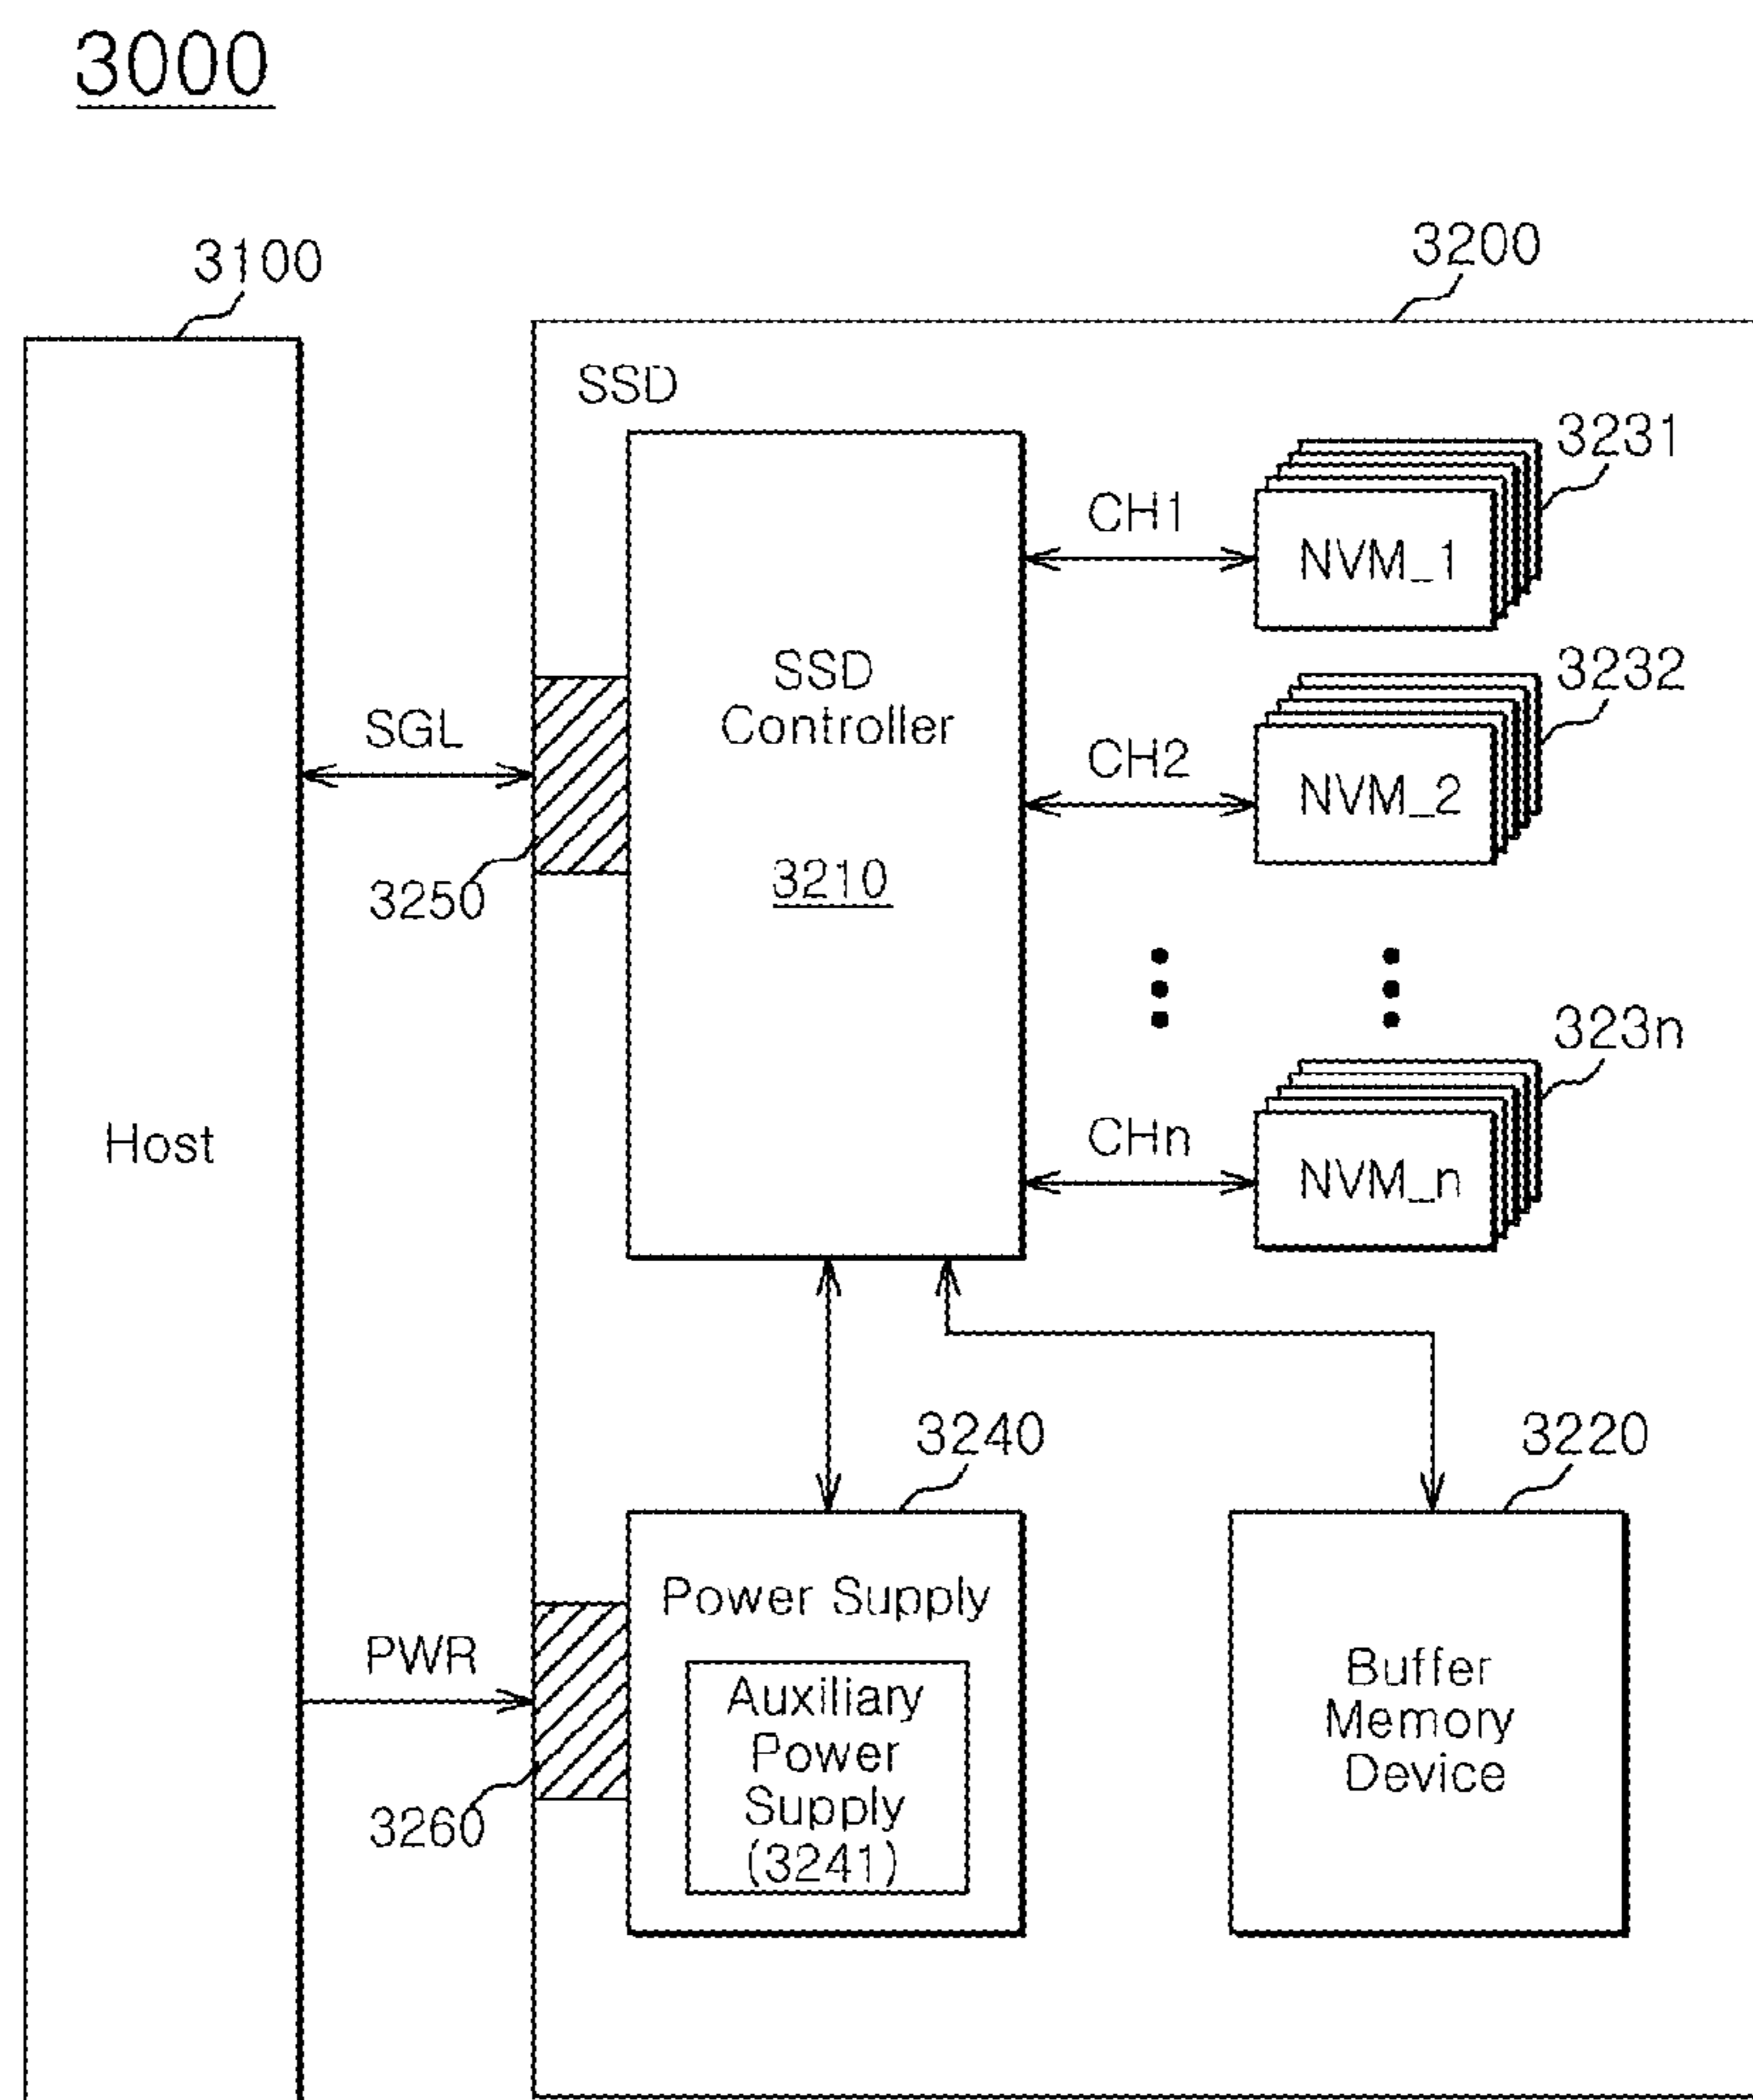 3000
3100
3200
SSD
3231
CH1
NVM_1
SSD
Controller
3210
3232
SGL
CH2
NVM_2
3250
323n
Host
CHn
NVM_n
3240
3220
Power Supply
PWR
Auxiliary
Power
Supply
(3241)
Buffer
Memory
Device
3260